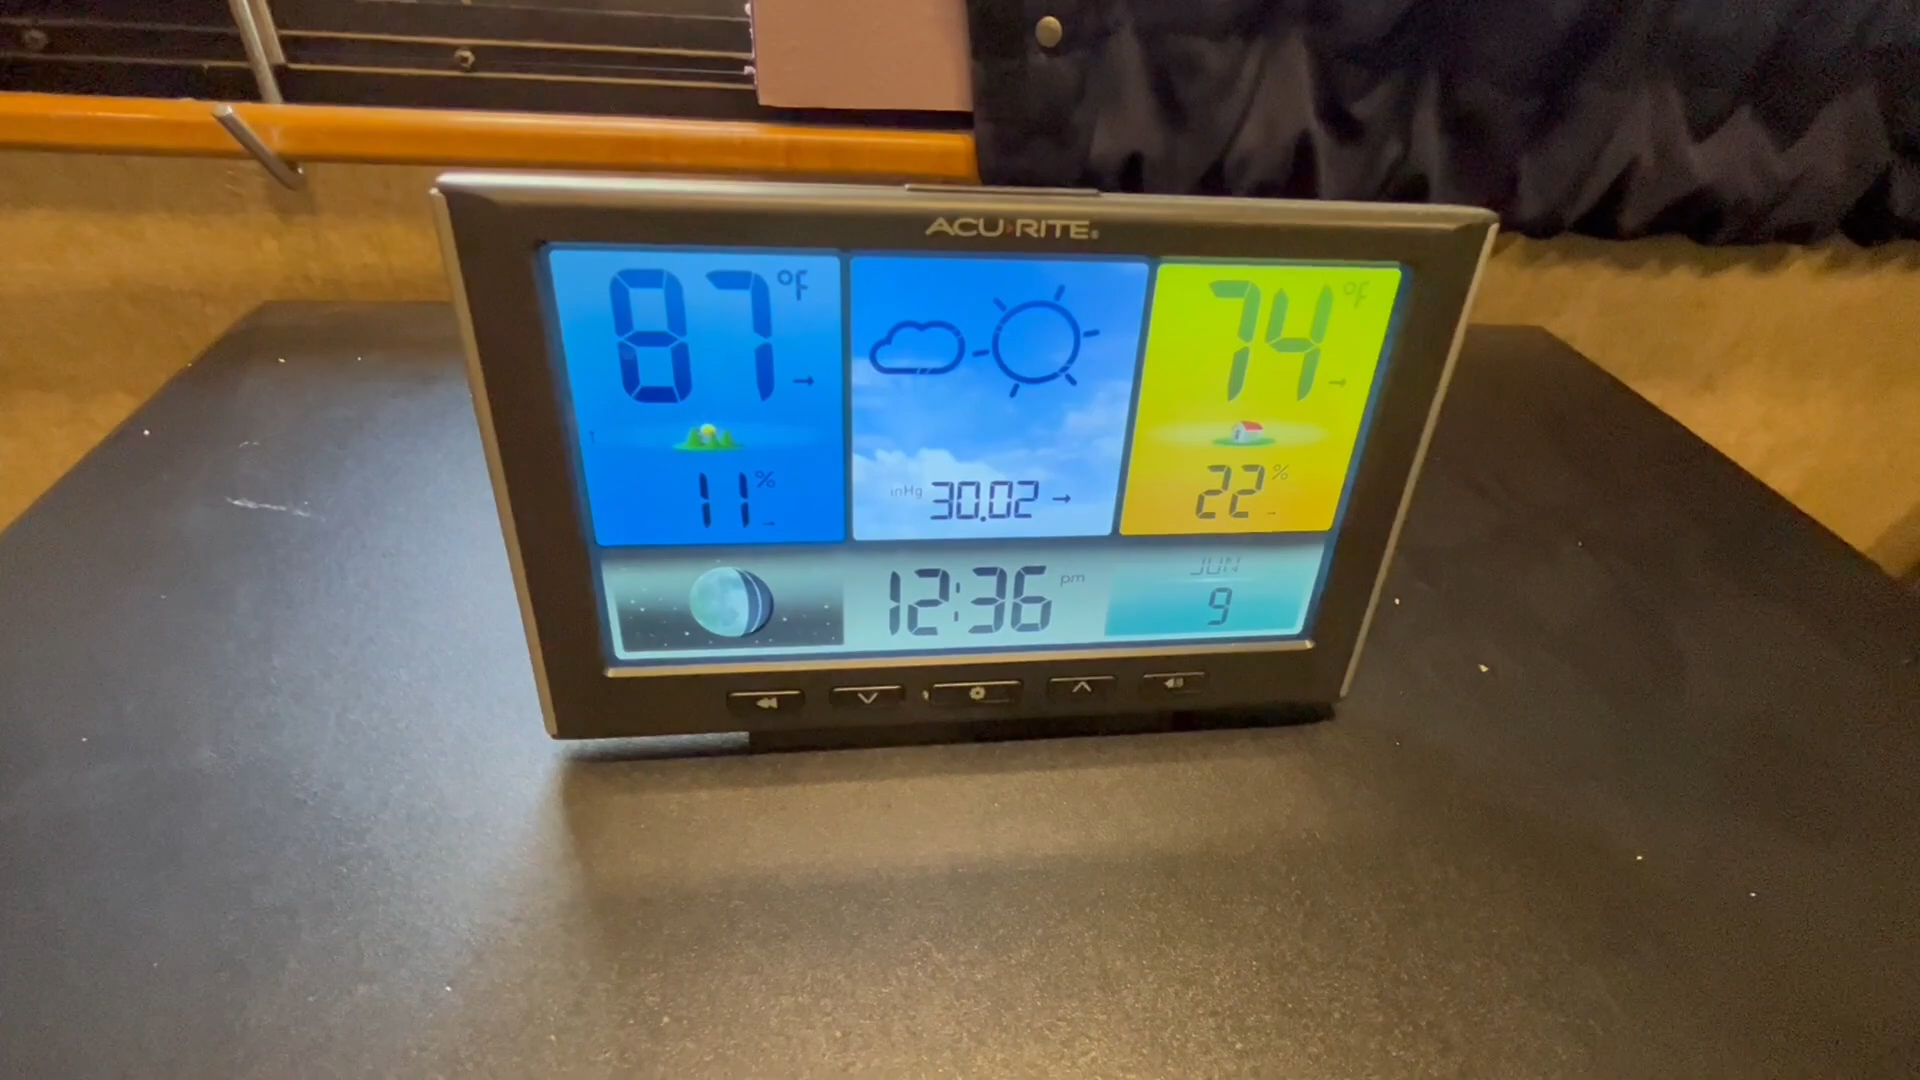 ACU RITE®
87 °F
74 °F
11 %
inHg 30.02
22 %
12:36 pm
JUN
9